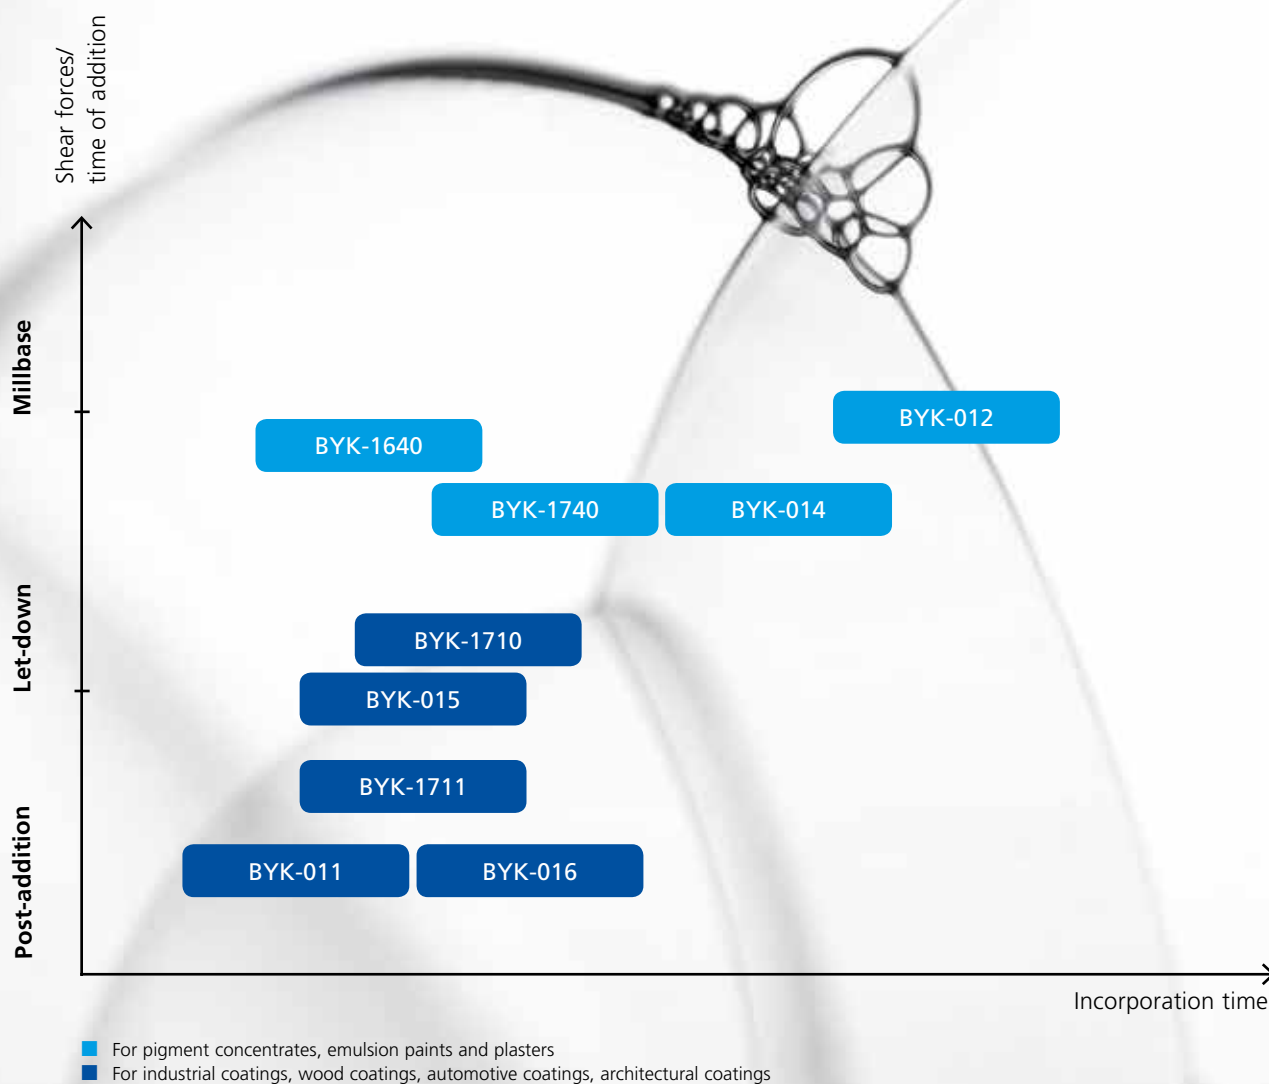 Shear forces/
time of addition
Millbase
BYK-012
BYK-1640
BYK-1740
BYK-014
Let-down
BYK-1710
BYK-015
BYK-1711
Post-addition
BYK-011
BYK-016
Incorporation time
For pigment concentrates, emulsion paints and plasters
For industrial coatings, wood coatings, automotive coatings, architectural coatings